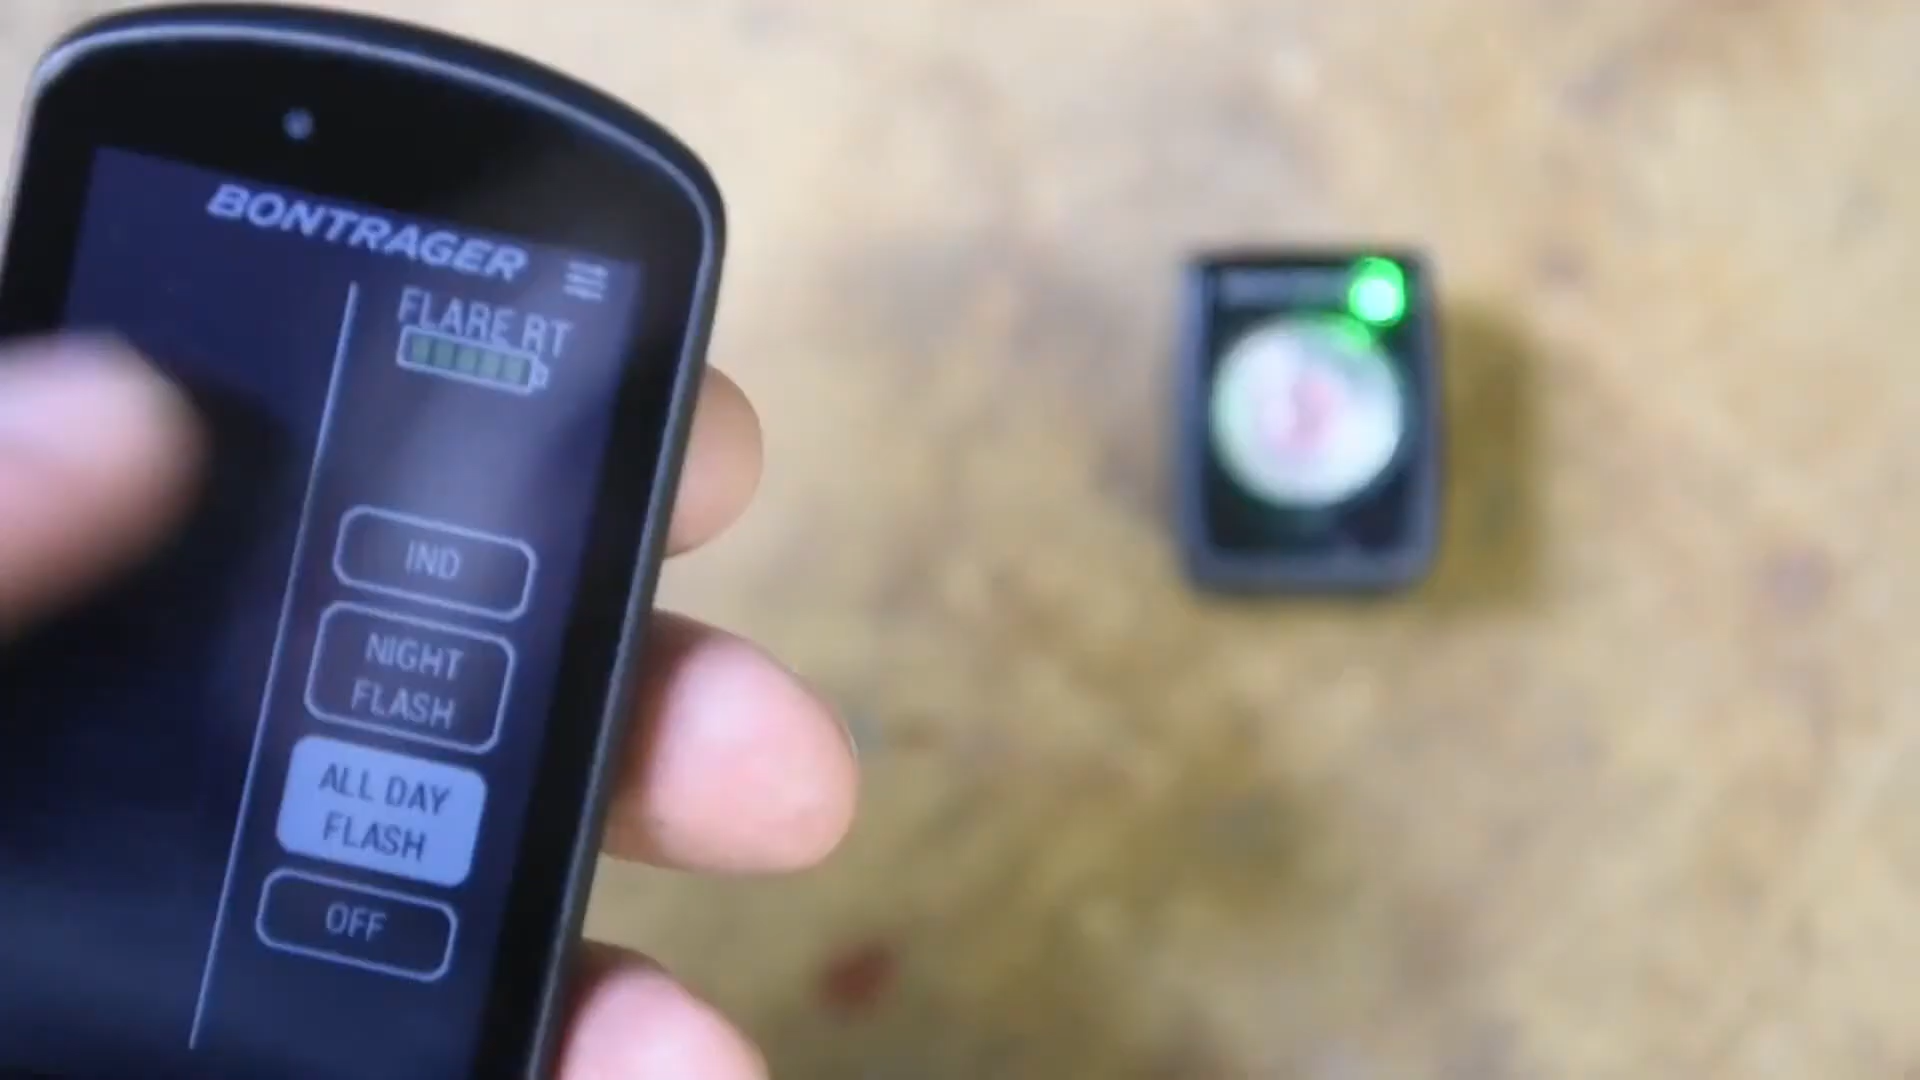 BONTRAGER
FLARE RT
IND
NIGHT
FLASH
ALL DAY
FLASH
OFF